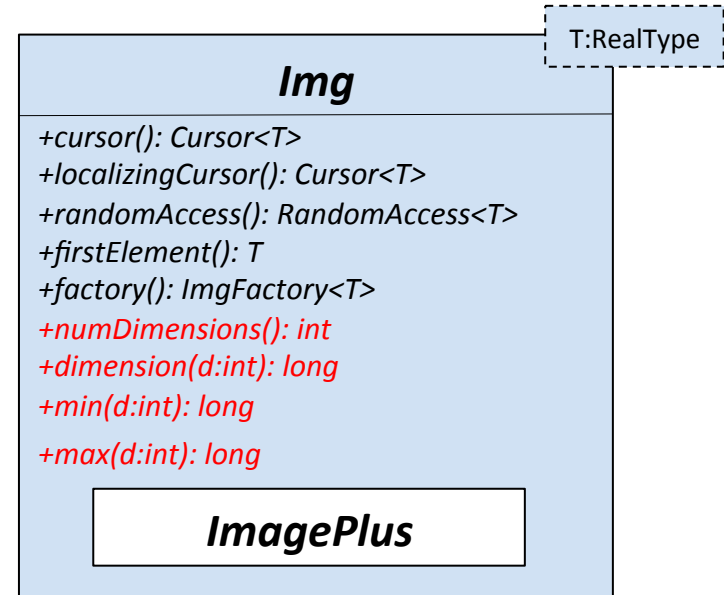 T:RealType
Img
+cursor(): Cursor<T>
+localizingCursor(): Cursor<T>
+randomAccess(): RandomAccess<T>
+firstElement(): T
+factory(): ImgFactory<T>
+numDimensions(): int
+dimension(d:int): long
+min(d:int): long
+max(d:int): long
ImagePlus